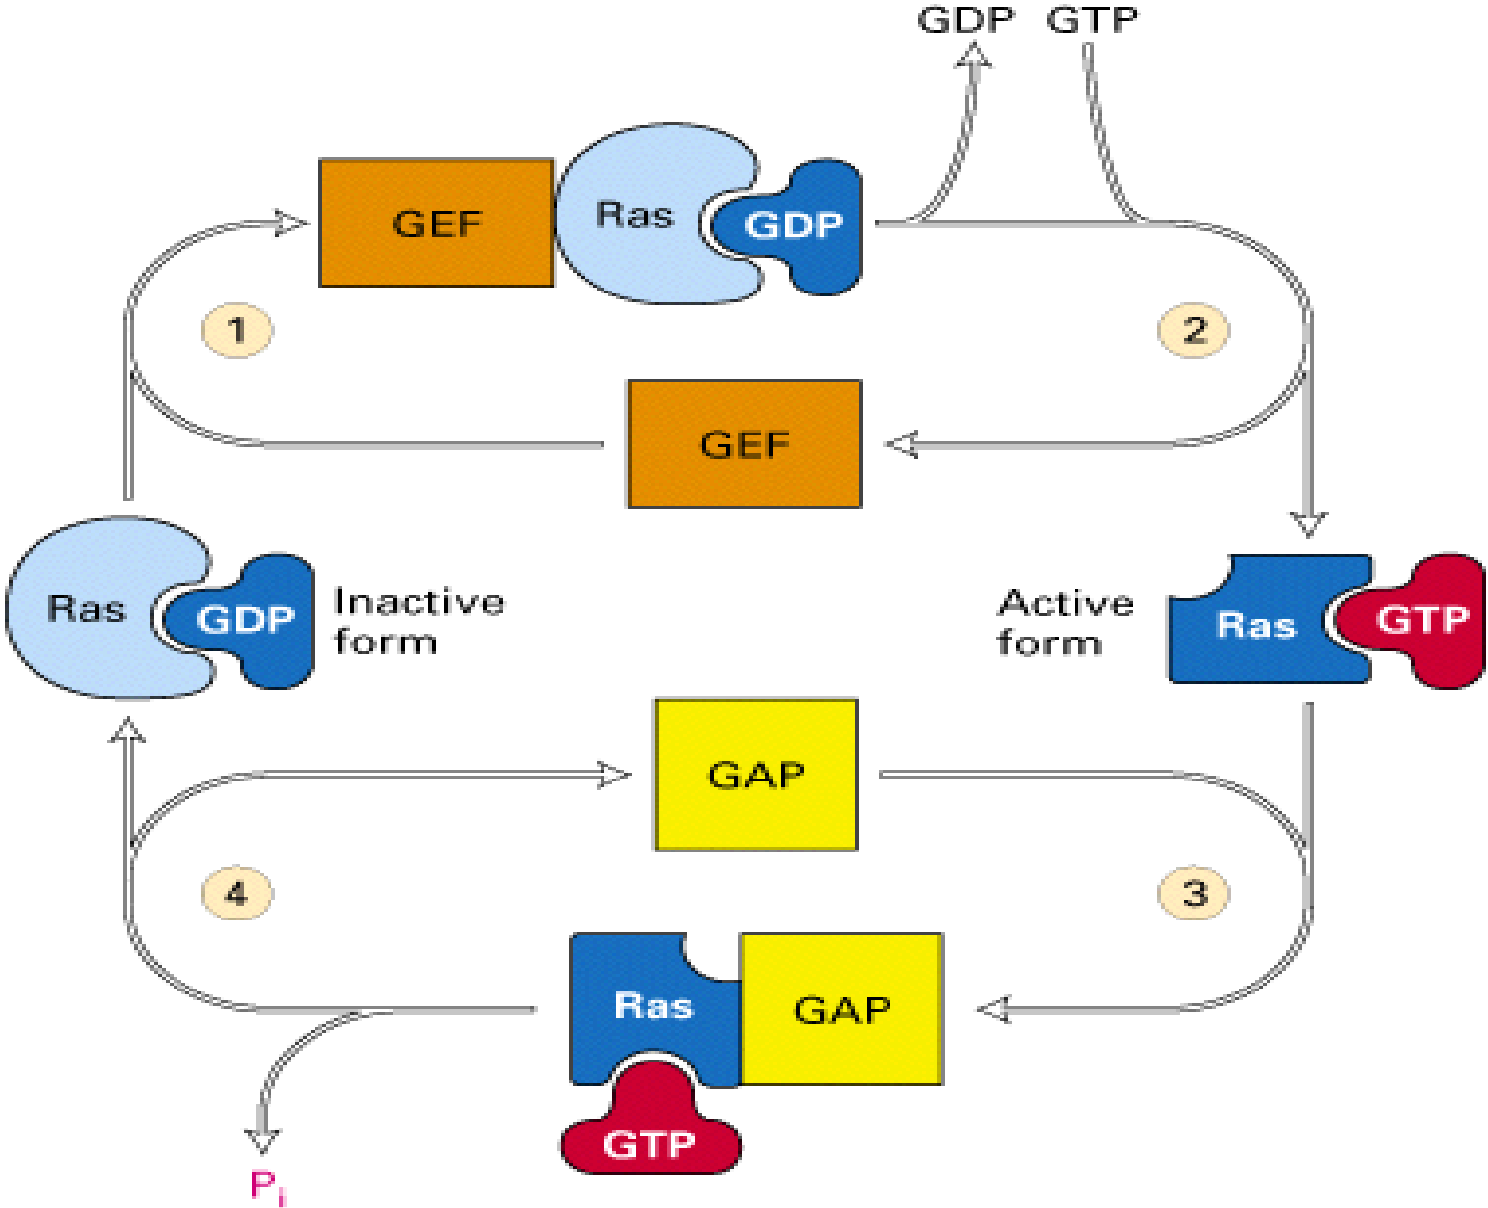 GDP GTP
GEF Ras GDP
1 2
GEF
Ras GDP Inactive form
Active form Ras GTP
GAP
4 3
Ras GAP
GTP
Pi